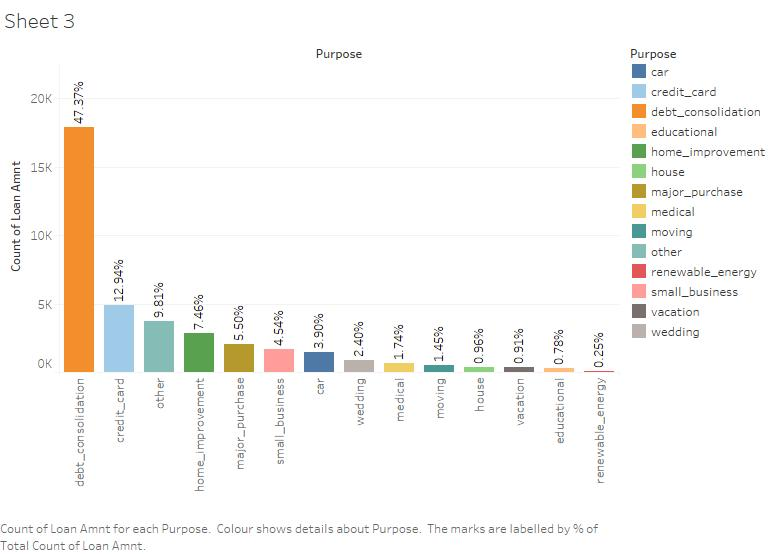 Sheet 3
Purpose
Count of Loan Amnt
20K
15K
10K
5K
0K
47.37%
12.94%
9.81%
7.46%
5.50%
4.54%
3.90%
2.40%
1.74%
1.45%
0.96%
0.91%
0.78%
0.25%
debt_consolidation
credit_card
other
home_improvement
major_purchase
small_business
car
wedding
medical
moving
house
vacation
educational
renewable_energy
Purpose
car
credit_card
debt_consolidation
educational
home_improvement
house
major_purchase
medical
moving
other
renewable_energy
small_business
vacation
wedding
Count of Loan Amnt for each Purpose. Colour shows details about Purpose. The marks are labelled by % of
Total Count of Loan Amnt.